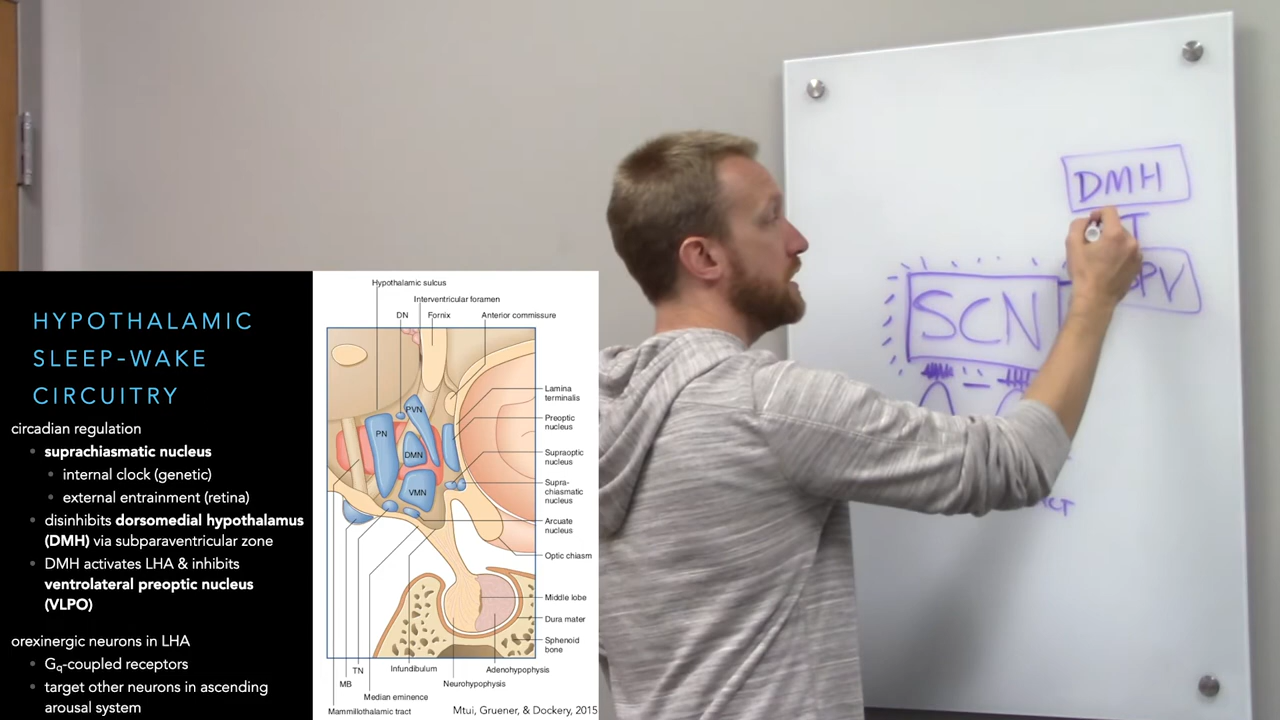 HYPOTHALAMIC
SLEEP-WAKE
CIRCUITRY
circadian regulation
• suprachiasmatic nucleus
• internal clock (genetic)
• external entrainment (retina)
• disinhibits dorsomedial hypothalamus
(DMH) via subparaventricular zone
• DMH activates LHA & inhibits
ventrolateral preoptic nucleus
(VLPO)
orexinergic neurons in LHA
• Gq-coupled receptors
• target other neurons in ascending
arousal system
Hypothalamic sulcus
Interventricular foramen
DN
Fornix
Anterior commissure
Lamina
terminalis
Preoptic
nucleus
Supraoptic
nucleus
Supra-
chiasmatic
nucleus
Arcuate
nucleus
Optic chiasm
Middle lobe
Dura mater
Sphenoid
bone
Adenohypophysis
Neurohypophysis
Infundibulum
Median eminence
TN
MB
Mammillothalamic tract
PVN
PN
DMN
VMN
Mtui, Gruener, & Dockery, 2015
DMH
PV
SCN
CT